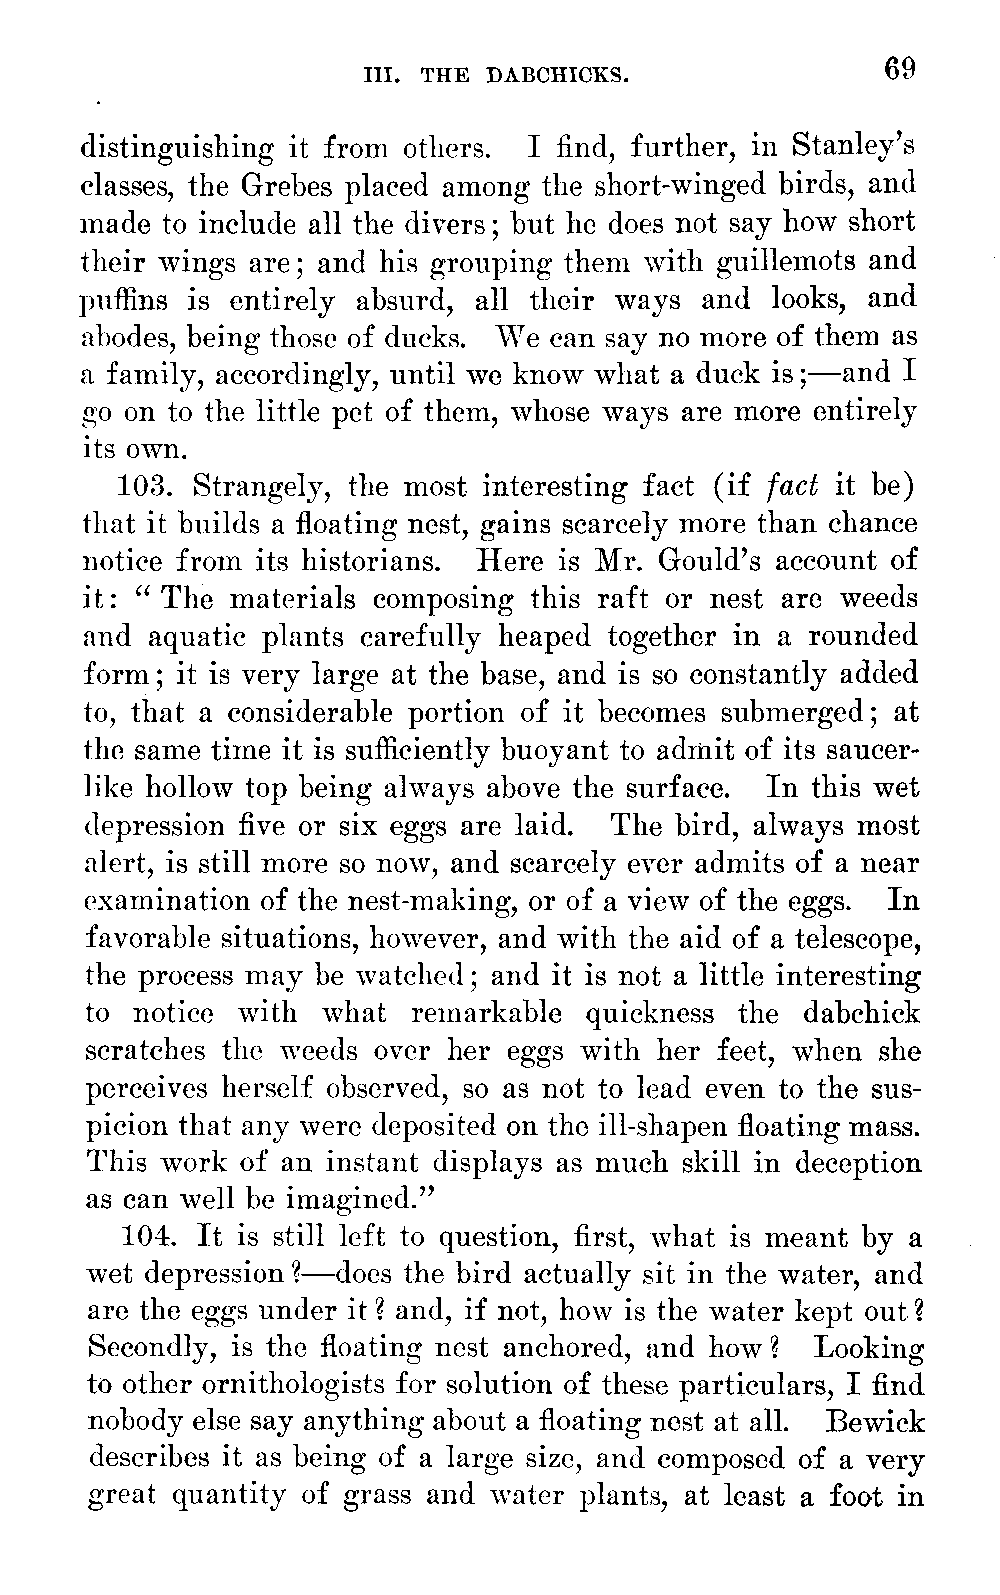 III. THE DABCHICKS. 69
distinguishing it from others. I find, further, in Stanley's
classes, the Grebes placed among the short-winged birds, and
made to include all the divers; but he does not say how short
their wings are; and his grouping them with guillemots and
puffins is entirely absurd, all their ways and looks, and
abodes, being those of ducks. We can say no more of them as
a family, accordingly, until we know what a duck is;—and I
go on to the little pet of them, whose ways are more entirely
its own.
103. Strangely, the most interesting fact (if fact it be)
that it builds a floating nest, gains scarcely more than chance
notice from its historians. Here is Mr. Gould's account of
it: “ The materials composing this raft or nest are weeds
and aquatic plants carefully heaped together in a rounded
form; it is very large at the base, and is so constantly added
to, that a considerable portion of it becomes submerged; at
the same time it is sufficiently buoyant to admit of its saucer-
like hollow top being always above the surface. In this wet
depression five or six eggs are laid. The bird, always most
alert, is still more so now, and scarcely ever admits of a near
examination of the nest-making, or of a view of the eggs. In
favorable situations, however, and with the aid of a telescope,
the process may be watched; and it is not a little interesting
to notice with what remarkable quickness the dabchick
scratches the weeds over her eggs with her feet, when she
perceives herself observed, so as not to lead even to the sus-
picion that any were deposited on the ill-shapen floating mass.
This work of an instant displays as much skill in deception
as can well be imagined.”
104. It is still left to question, first, what is meant by a
wet depression?—does the bird actually sit in the water, and
are the eggs under it? and, if not, how is the water kept out?
Secondly, is the floating nest anchored, and how? Looking
to other ornithologists for solution of these particulars, I find
nobody else say anything about a floating nest at all. Bewick
describes it as being of a large size, and composed of a very
great quantity of grass and water plants, at least a foot in